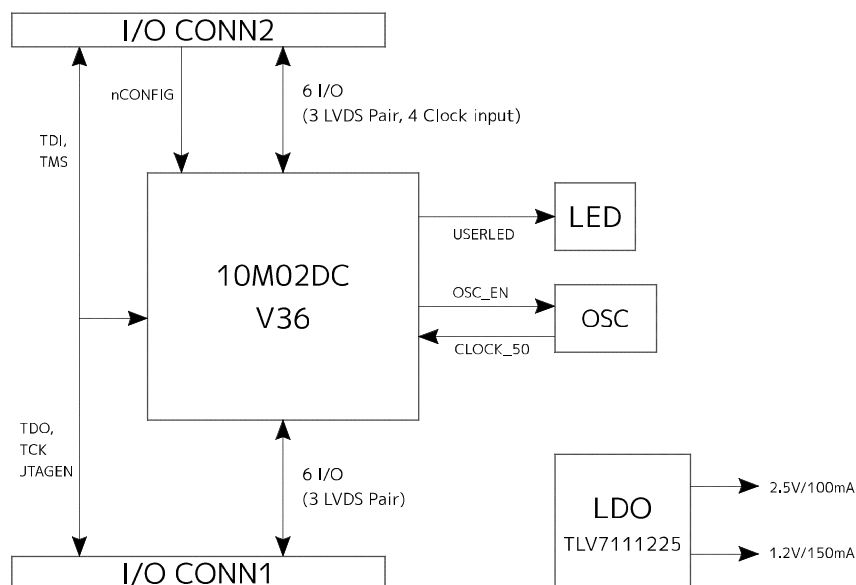 I/O CONN2
nCONFIG
6 I/O
(3 LVDS Pair, 4 Clock input)
TDI,
TMS
10M02DC
V36
USERLED
LED
OSC_EN
OSC
CLOCK_50
TDO,
TCK
JTAGEN
6 I/O
(3 LVDS Pair)
LDO
TLV7111225
2.5V/100mA
1.2V/150mA
I/O CONN1